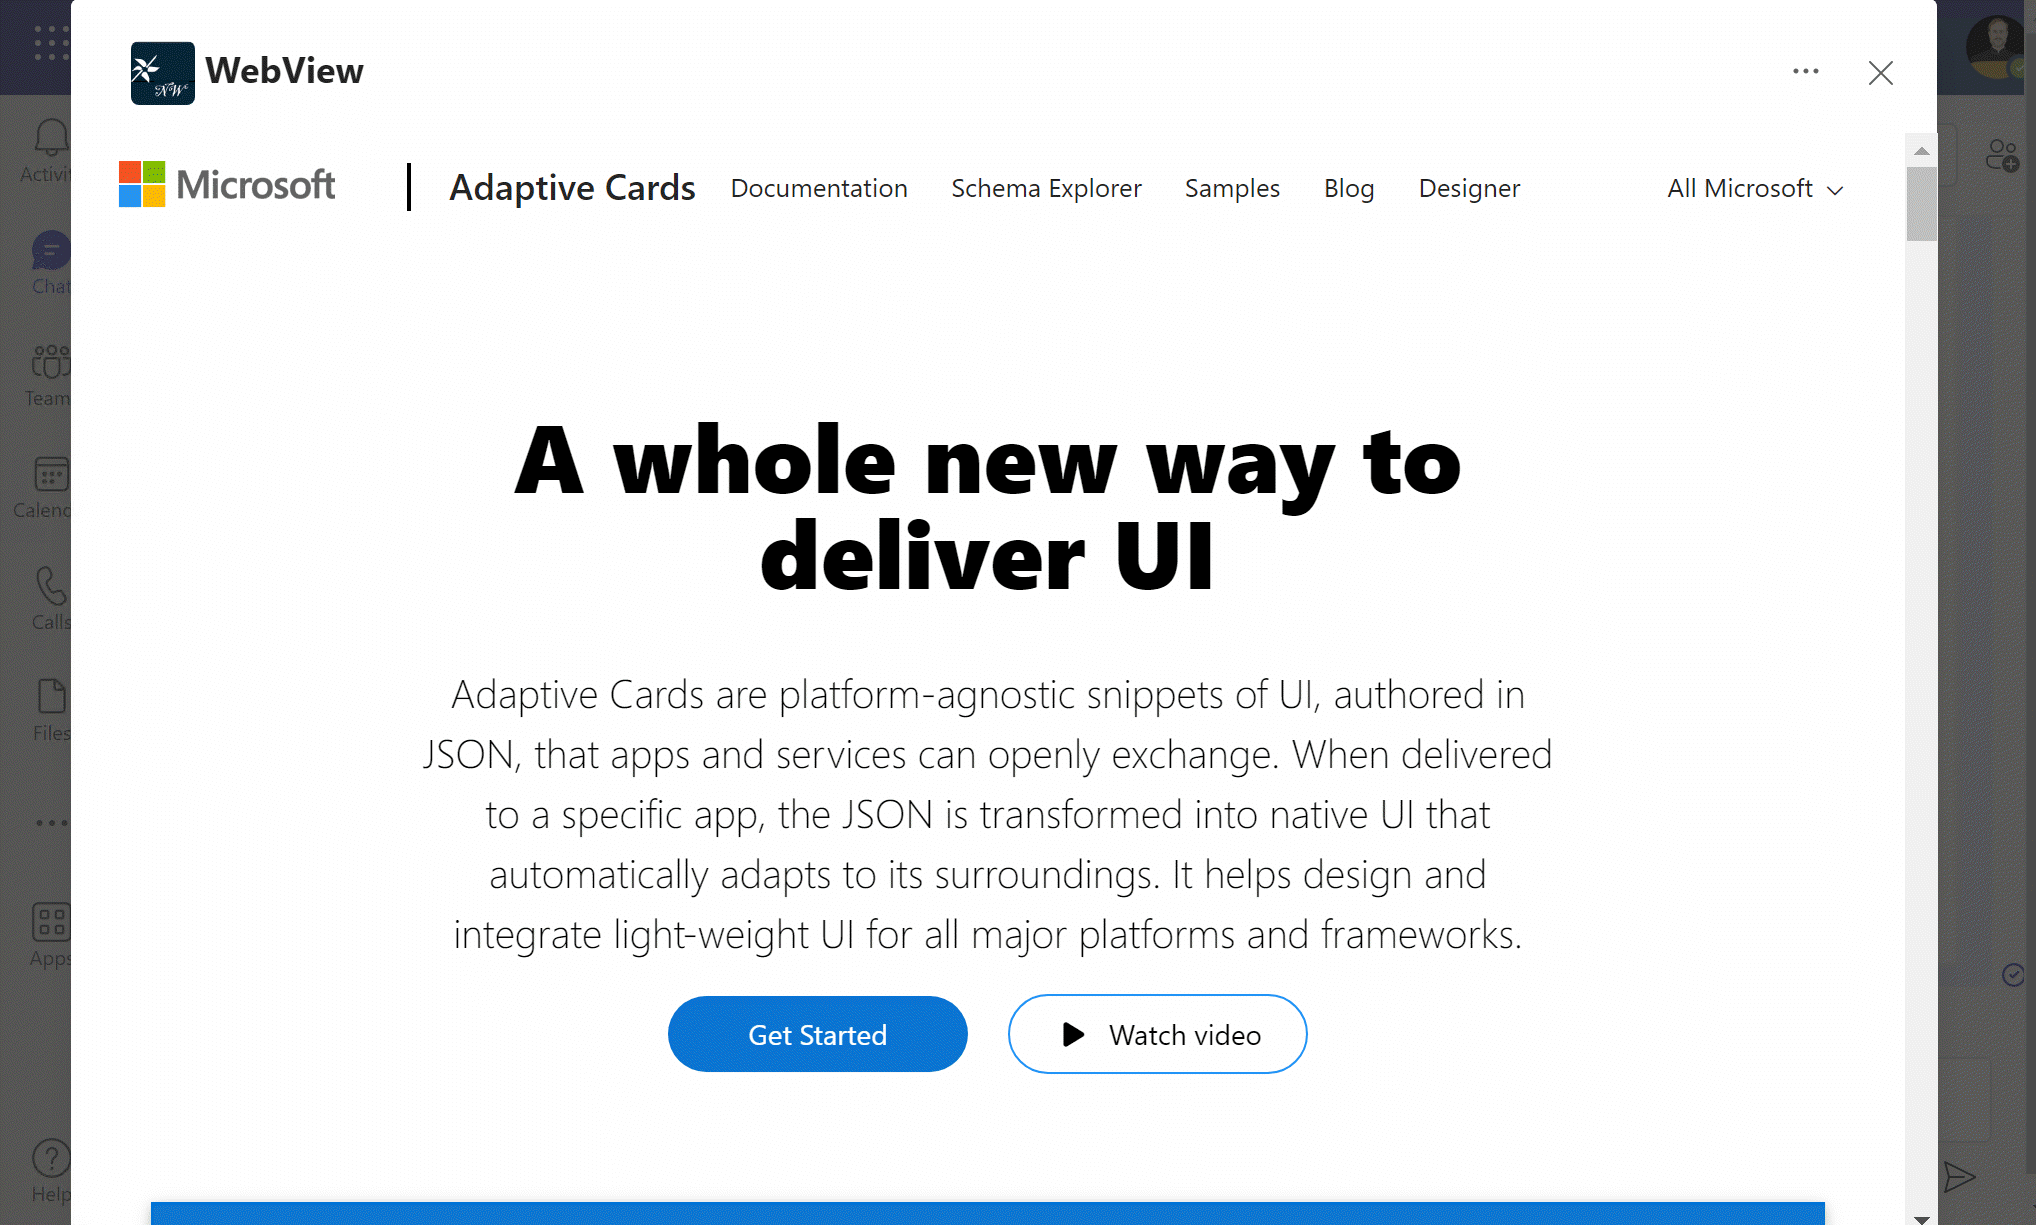 WebView
NW
Microsoft
Adaptive Cards
Documentation
Schema Explorer
Samples
Blog
Designer
All Microsoft
A whole new way to
deliver UI
Adaptive Cards are platform-agnostic snippets of UI, authored in
JSON, that apps and services can openly exchange. When delivered
to a specific app, the JSON is transformed into native UI that
automatically adapts to its surroundings. It helps design and
integrate light-weight UI for all major platforms and frameworks.
Get Started
Watch video
Activi
Chat
Team
Calend
Calls
Files
Apps
Help